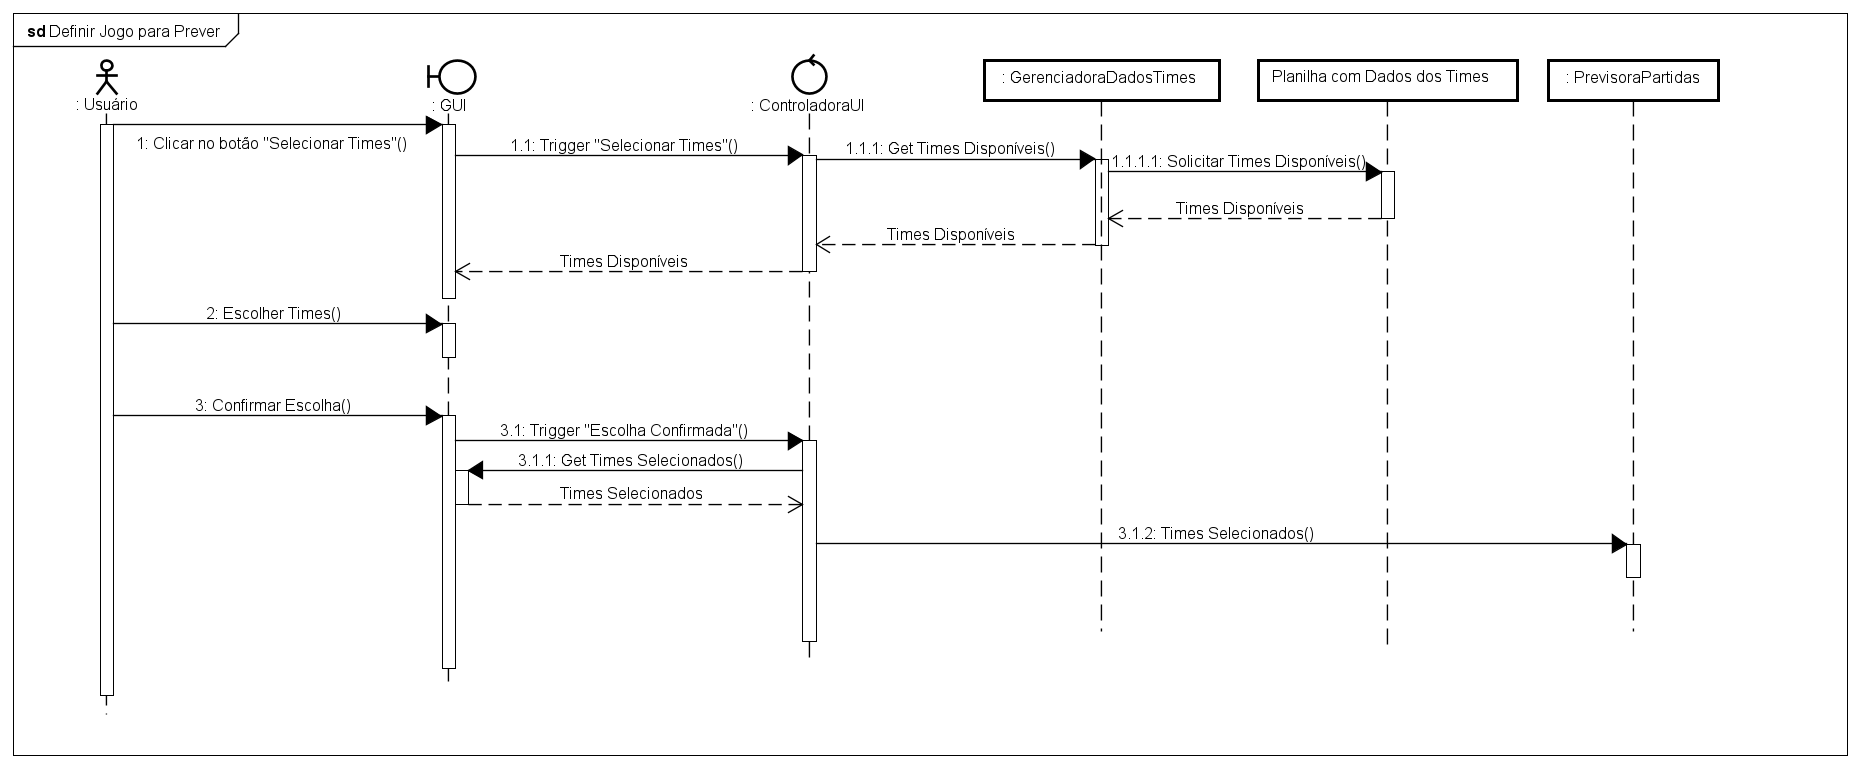 sd Definir Jogo para Prever
: Usuário
: GUI
: ControladoraUI
: GerenciadoraDadosTimes
Planilha com Dados dos Times
: PrevisoraPartidas
1: Clicar no botão "Selecionar Times"()
1.1: Trigger "Selecionar Times"()
1.1.1: Get Times Disponíveis()
1.1.1.1: Solicitar Times Disponíveis()
Times Disponíveis
Times Disponíveis
Times Disponíveis
2: Escolher Times()
3: Confirmar Escolha()
3.1: Trigger "Escolha Confirmada"()
3.1.1: Get Times Selecionados()
Times Selecionados
3.1.2: Times Selecionados()